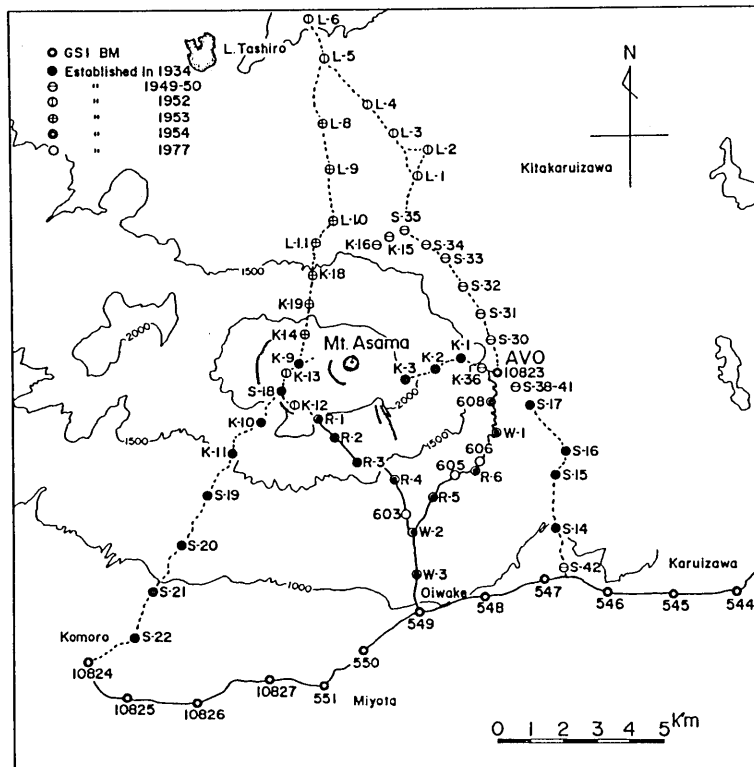 GSI BM
Established in 1934
" 1949-50
" 1952
" 1953
" 1954
" 1977
L. Tashiro
L-6
L-5
L-4
L-8
L-3
L-2
L-9
L-1
N
Kitakaruizawa
L-10
S-35
L-11
K-16
K-15
S-34
S-33
1500
K-18
S-32
2000
K-19
S-31
K-14
Mt. Asama
K-1
S-30
AVO
K-9
K-2
10823
K-13
K-3
K-36
S-38-41
S-18
2000
608
S-17
K-12
K-10
R-1
W-1
1500
R-2
1500
K-11
R-3
606
S-16
605
R-4
R-6
S-15
S-19
R-5
603
W-2
S-14
S-20
W-3
S-42
Karuizawa
1000
Oiwake
547
S-21
549
548
546
545
544
Komoro
S-22
550
10824
10827
551
Miyota
10825
10826
0 1 2 3 4 5 Km